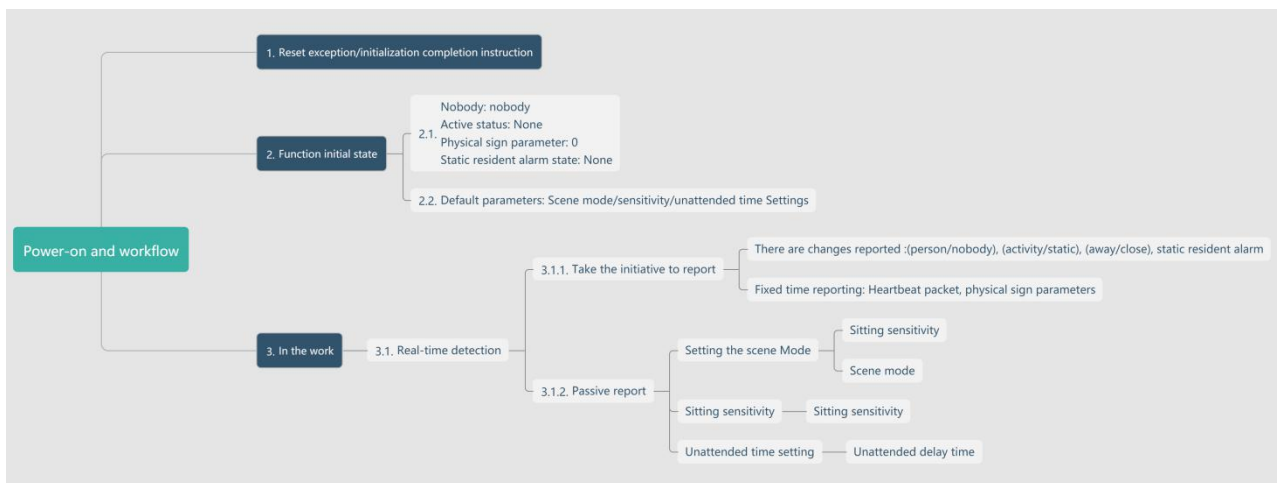 Power-on and workflow
1. Reset exception/initialization completion instruction
2. Function initial state
2.1.
Nobody: nobody
Active status: None
Physical sign parameter: 0
Static resident alarm state: None
2.2. Default parameters: Scene mode/sensitivity/unattended time Settings
3. In the work
3.1. Real-time detection
3.1.1. Take the initiative to report
There are changes reported :(person/nobody), (activity/static), (away/close), static resident alarm
Fixed time reporting: Heartbeat packet, physical sign parameters
3.1.2. Passive report
Setting the scene Mode
Sitting sensitivity
Scene mode
Sitting sensitivity
Sitting sensitivity
Unattended time setting
Unattended delay time